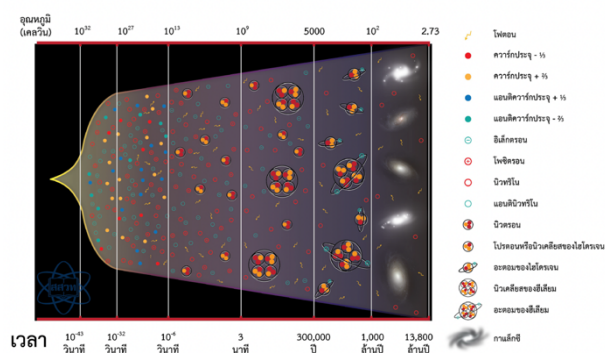 อุณหภูมิ
(เคลวิน)
10³² 10²⁷ 10¹³ 10⁹ 5000 10² 2.73
โฟตอน
ควาร์กประจุ - ⅓
ควาร์กประจุ + ⅔
แอนติควาร์กประจุ + ⅓
แอนติควาร์กประจุ - ⅔
อิเล็กตรอน
โพซิตรอน
นิวทริโน
แอนตินิวทริโน
นิวตรอน
โปรตอนหรือนิวเคลียสของไฮโดรเจน
อะตอมของไฮโดรเจน
นิวเคลียสของฮีเลียม
อะตอมของฮีเลียม
กาแล็กซี
สสวท
เวลา 10⁻⁴³ 10⁻³² 10⁻⁶ 3 300,000 1,000 13,800
วินาที วินาที วินาที นาที ปี ล้านปี ล้านปี